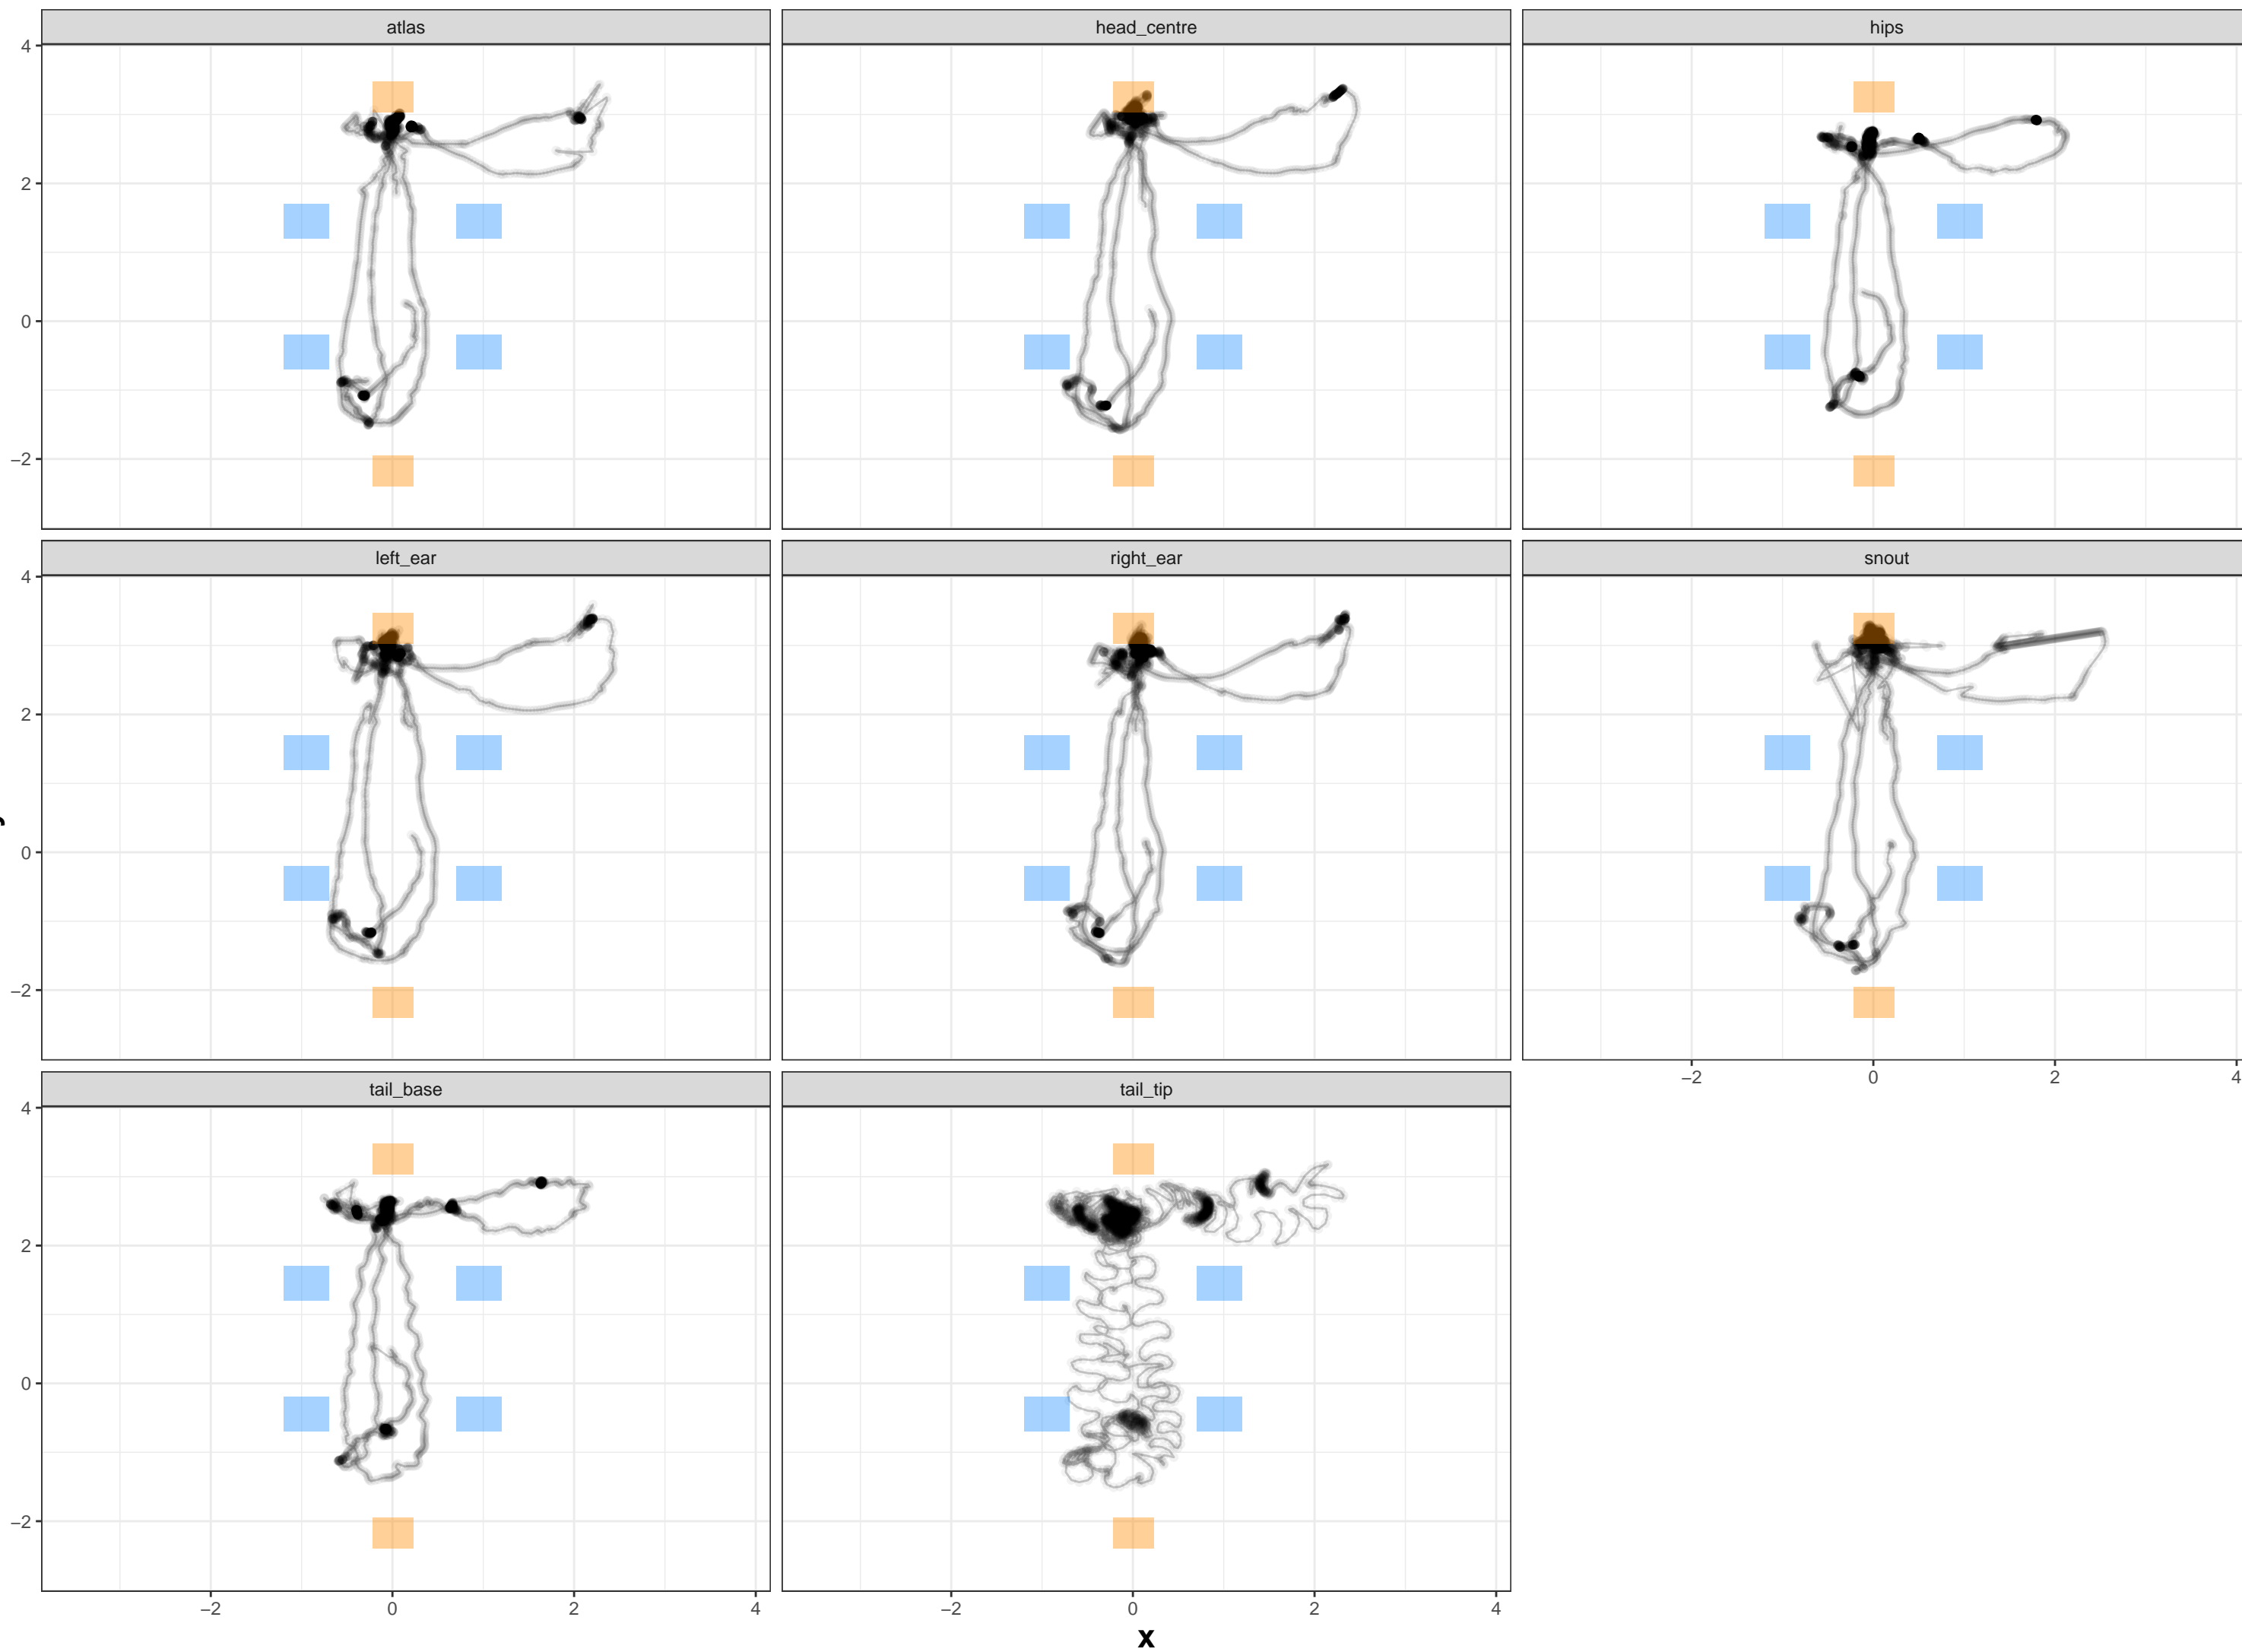 atlas head_centre hips
4
2
0
−2
left_ear right_ear snout
4
2
0
−2
−2 0 2 4
tail_base tail_tip
4
2
0
−2
−2 0 2 4 −2 0 2 4
x